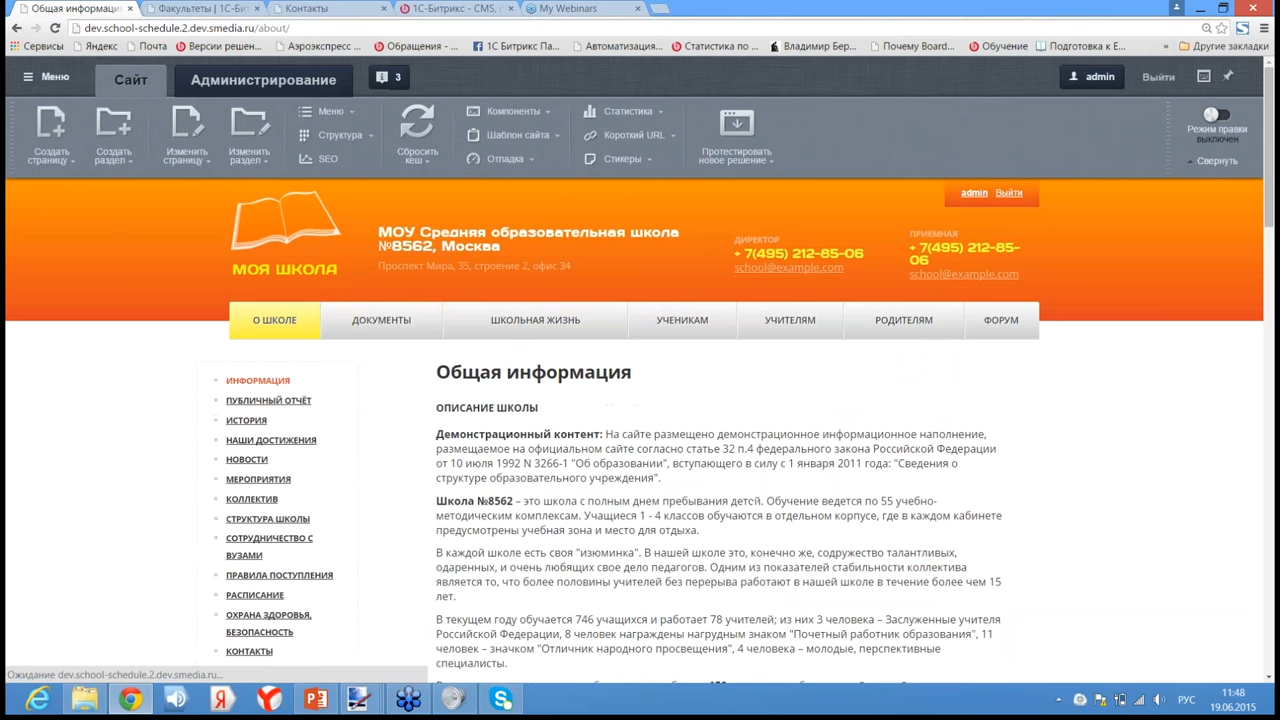 Общая информаци
Факультеты | 1С-Бит
Контакты
1С-Битрикс - CMS, с
My Webinars
dev.school-schedule.2.dev.smedia.ru/about/
Сервисы
Яндекс
Почта
Версии решен...
Аэроэкспресс ...
Обращения - ...
1С Битрикс Па...
Автоматизация...
Статистика по ...
Владимир Бер...
Почему Board...
Обучение
Подготовка к Е...
»
Другие закладки
Меню
Сайт
Администрирование
3
admin
Выйти
Создать страницу
Создать раздел
Изменить страницу
Изменить раздел
Меню
Структура
SEO
Сбросить кеш
Компоненты
Шаблон сайта
Отладка
Статистика
Короткий URL
Стикеры
Протестировать новое решение
Режим правки
выключен
Свернуть
admin Выйти
МОЯ ШКОЛА
МОУ Средняя образовательная школа
№8562, Москва
Проспект Мира, 35, строение 2, офис 34
ДИРЕКТОР
+ 7(495) 212-85-06
school@example.com
ПРИЕМНАЯ
+ 7(495) 212-85-
06
school@example.com
О ШКОЛЕ
ДОКУМЕНТЫ
ШКОЛЬНАЯ ЖИЗНЬ
УЧЕНИКАМ
УЧИТЕЛЯМ
РОДИТЕЛЯМ
ФОРУМ
ИНФОРМАЦИЯ
ПУБЛИЧНЫЙ ОТЧЁТ
ИСТОРИЯ
НАШИ ДОСТИЖЕНИЯ
НОВОСТИ
МЕРОПРИЯТИЯ
КОЛЛЕКТИВ
СТРУКТУРА ШКОЛЫ
СОТРУДНИЧЕСТВО С
ВУЗАМИ
ПРАВИЛА ПОСТУПЛЕНИЯ
РАСПИСАНИЕ
ОХРАНА ЗДОРОВЬЯ,
БЕЗОПАСНОСТЬ
КОНТАКТЫ
Общая информация
ОПИСАНИЕ ШКОЛЫ
Демонстрационный контент: На сайте размещено демонстрационное информационное наполнение,
размещаемое на официальном сайте согласно статье 32 п.4 федерального закона Российской Федерации
от 10 июля 1992 N 3266-1 "Об образовании", вступающего в силу с 1 января 2011 года: "Сведения о
структуре образовательного учреждения".
Школа №8562 – это школа с полным днем пребывания детей. Обучение ведется по 55 учебно-
методическим комплексам. Учащиеся 1 - 4 классов обучаются в отдельном корпусе, где в каждом кабинете
предусмотрены учебная зона и место для отдыха.
В каждой школе есть своя "изюминка". В нашей школе это, конечно же, содружество талантливых,
одаренных, и очень любящих свое дело педагогов. Одним из показателей стабильности коллектива
является то, что более половины учителей без перерыва работают в нашей школе в течение более чем 15
лет.
В текущем году обучается 746 учащихся и работает 78 учителей; из них 3 человека – Заслуженные учителя
Российской Федерации, 8 человек награждены нагрудным знаком "Почетный работник образования", 11
человек – значком "Отличник народного просвещения", 4 человека – молодые, перспективные
специалисты.
Ожидание dev.school-schedule.2.dev.smedia.ru...
РУС
11:48
19.06.2015